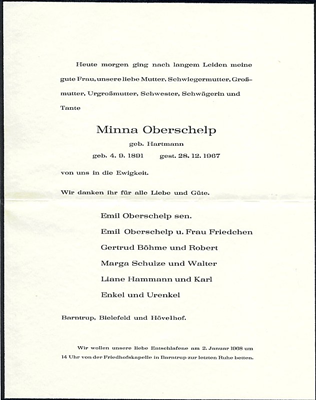 Heute morgen ging nach langem Leiden meine
gute Frau, unsere liebe Mutter, Schwiegermutter, Groß-
mutter, Urgroßmutter, Schwester, Schwägerin und
Tante
Minna Oberschelp
geb. Hartmann
geb. 4. 9. 1891 gest. 28. 12. 1967
von uns in die Ewigkeit.
Wir danken ihr für alle Liebe und Güte.
Emil Oberschelp sen.
Emil Oberschelp u. Frau Friedchen
Gertrud Böhme und Robert
Marga Schulze und Walter
Liane Hammann und Karl
Enkel und Urenkel
Barntrup, Bielefeld und Hövelhof.
Wir wollen unsere liebe Entschlafene am 2. Januar 1968 um
14 Uhr von der Friedhofskapelle in Barntrup zur letzten Ruhe betten.